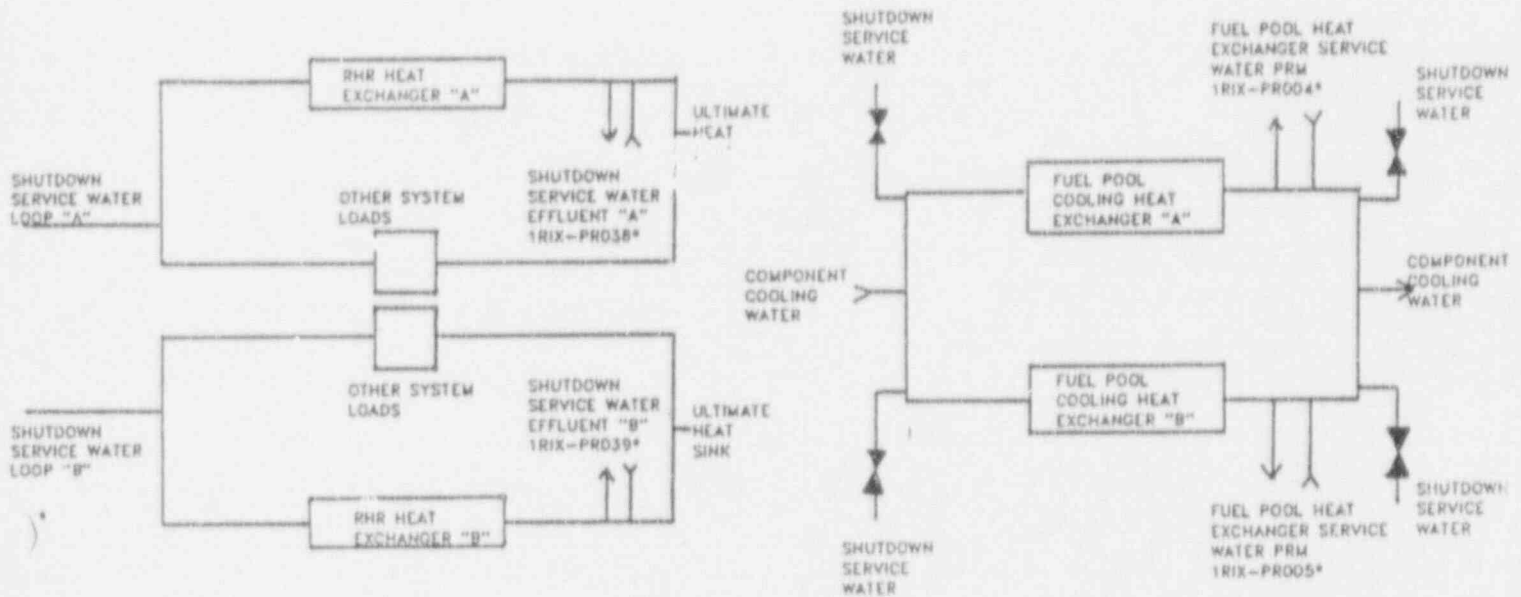 SHUTDOWN
SERVICE WATER
LOOP "A"
RHR HEAT
EXCHANGER "A"
OTHER SYSTEM
LOADS
SHUTDOWN
SERVICE WATER
EFFLUENT "A"
1RIX-PR038*
ULTIMATE
HEAT
SHUTDOWN
SERVICE WATER
LOOP "B"
OTHER SYSTEM
LOADS
SHUTDOWN
SERVICE WATER
EFFLUENT "B"
1RIX-PR039*
ULTIMATE
HEAT
SINK
RHR HEAT
EXCHANGER "B"
SHUTDOWN
SERVICE
WATER
FUEL POOL HEAT
EXCHANGER SERVICE
WATER PRM
1RIX-PR004*
SHUTDOWN
SERVICE
WATER
FUEL POOL
COOLING HEAT
EXCHANGER "A"
COMPONENT
COOLING
WATER
COMPONENT
COOLING
WATER
FUEL POOL
COOLING HEAT
EXCHANGER "B"
SHUTDOWN
SERVICE
WATER
FUEL POOL HEAT
EXCHANGER SERVICE
WATER PRM
1RIX-PR005*
SHUTDOWN
SERVICE
WATER